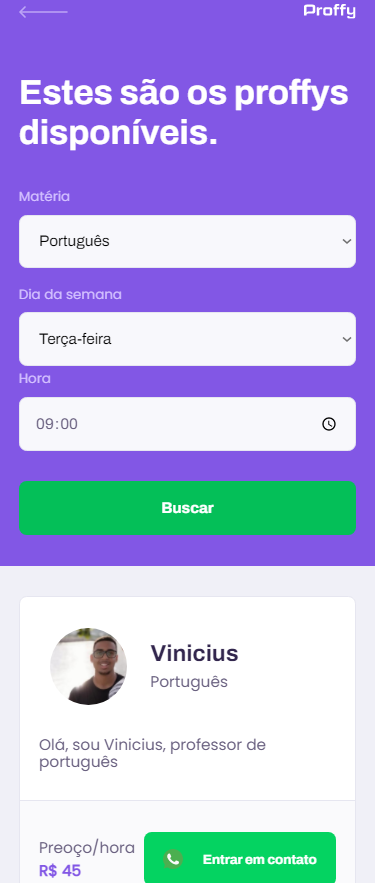 Proffy
Estes são os proffys
disponíveis.
Matéria
Português
Dia da semana
Terça-feira
Hora
09:00
Buscar
Vinicius
Português
Olá, sou Vinicius, professor de
português
Preoço/hora
R$ 45
Entrar em contato